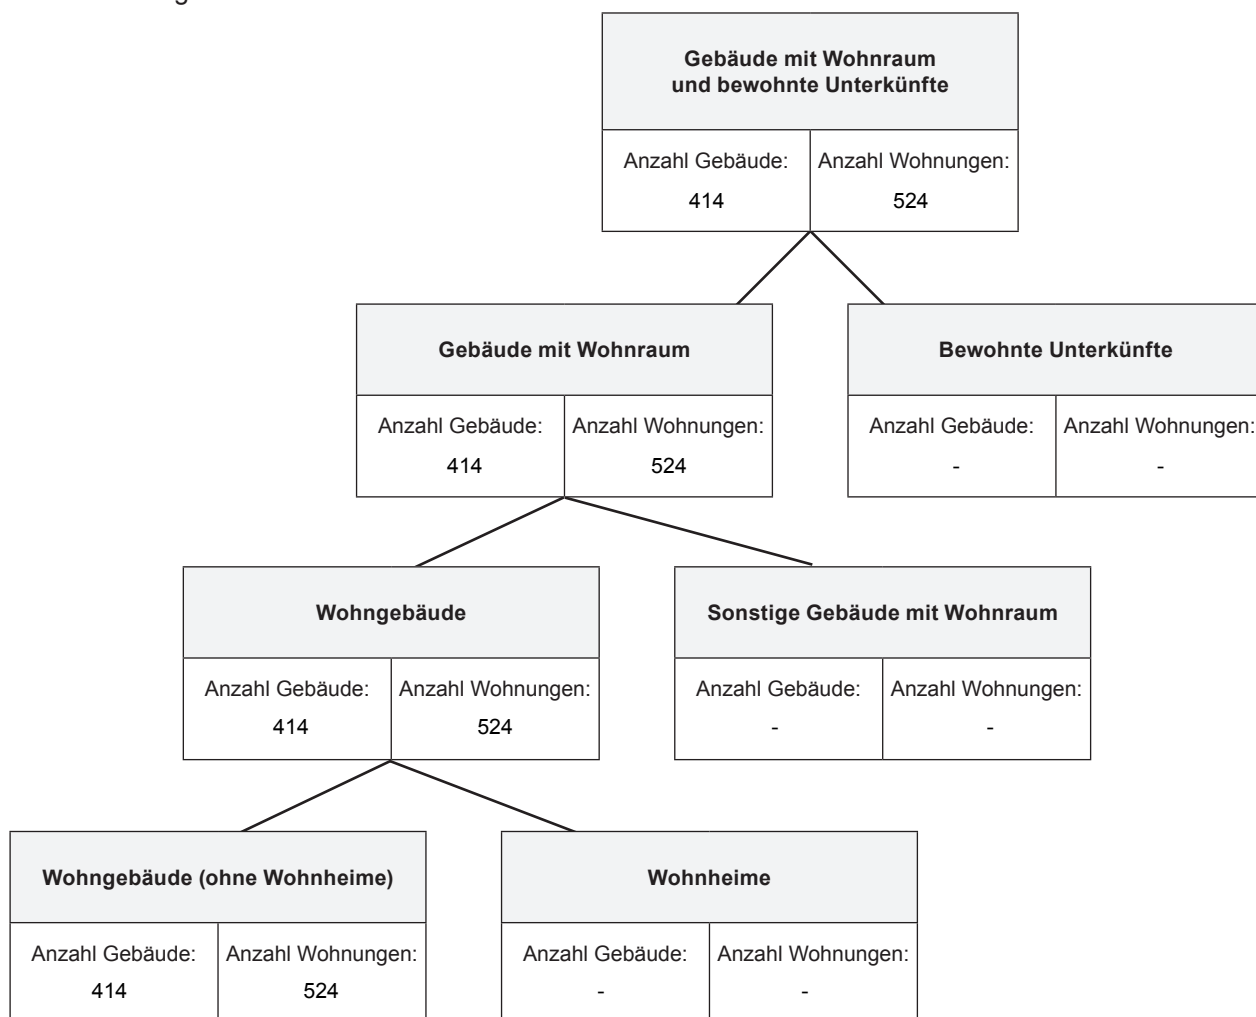 Gebäude mit Wohnraum
und bewohnte Unterkünfte
Anzahl Gebäude: Anzahl Wohnungen:
414 524
Gebäude mit Wohnraum
Anzahl Gebäude: Anzahl Wohnungen:
414 524
Bewohnte Unterkünfte
Anzahl Gebäude: Anzahl Wohnungen:
- -
Wohngebäude
Anzahl Gebäude: Anzahl Wohnungen:
414 524
Sonstige Gebäude mit Wohnraum
Anzahl Gebäude: Anzahl Wohnungen:
- -
Wohngebäude (ohne Wohnheime)
Anzahl Gebäude: Anzahl Wohnungen:
414 524
Wohnheime
Anzahl Gebäude: Anzahl Wohnungen:
- -